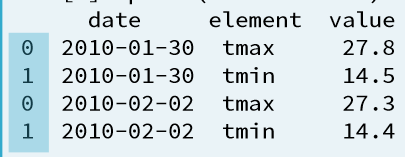 date element value
0 2010-01-30 tmax 27.8
1 2010-01-30 tmin 14.5
0 2010-02-02 tmax 27.3
1 2010-02-02 tmin 14.4